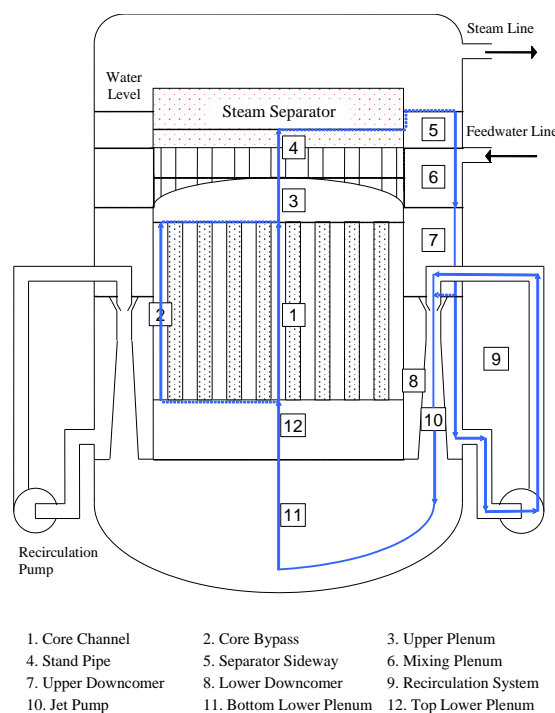 Steam Line
Water
Level
Steam Separator
5
Feedwater Line
4
6
3
7
2
1
9
8
12
10
11
Recirculation
Pump
1. Core Channel 2. Core Bypass 3. Upper Plenum
4. Stand Pipe 5. Separator Sideway 6. Mixing Plenum
7. Upper Downcomer 8. Lower Downcomer 9. Recirculation System
10. Jet Pump 11. Bottom Lower Plenum 12. Top Lower Plenum